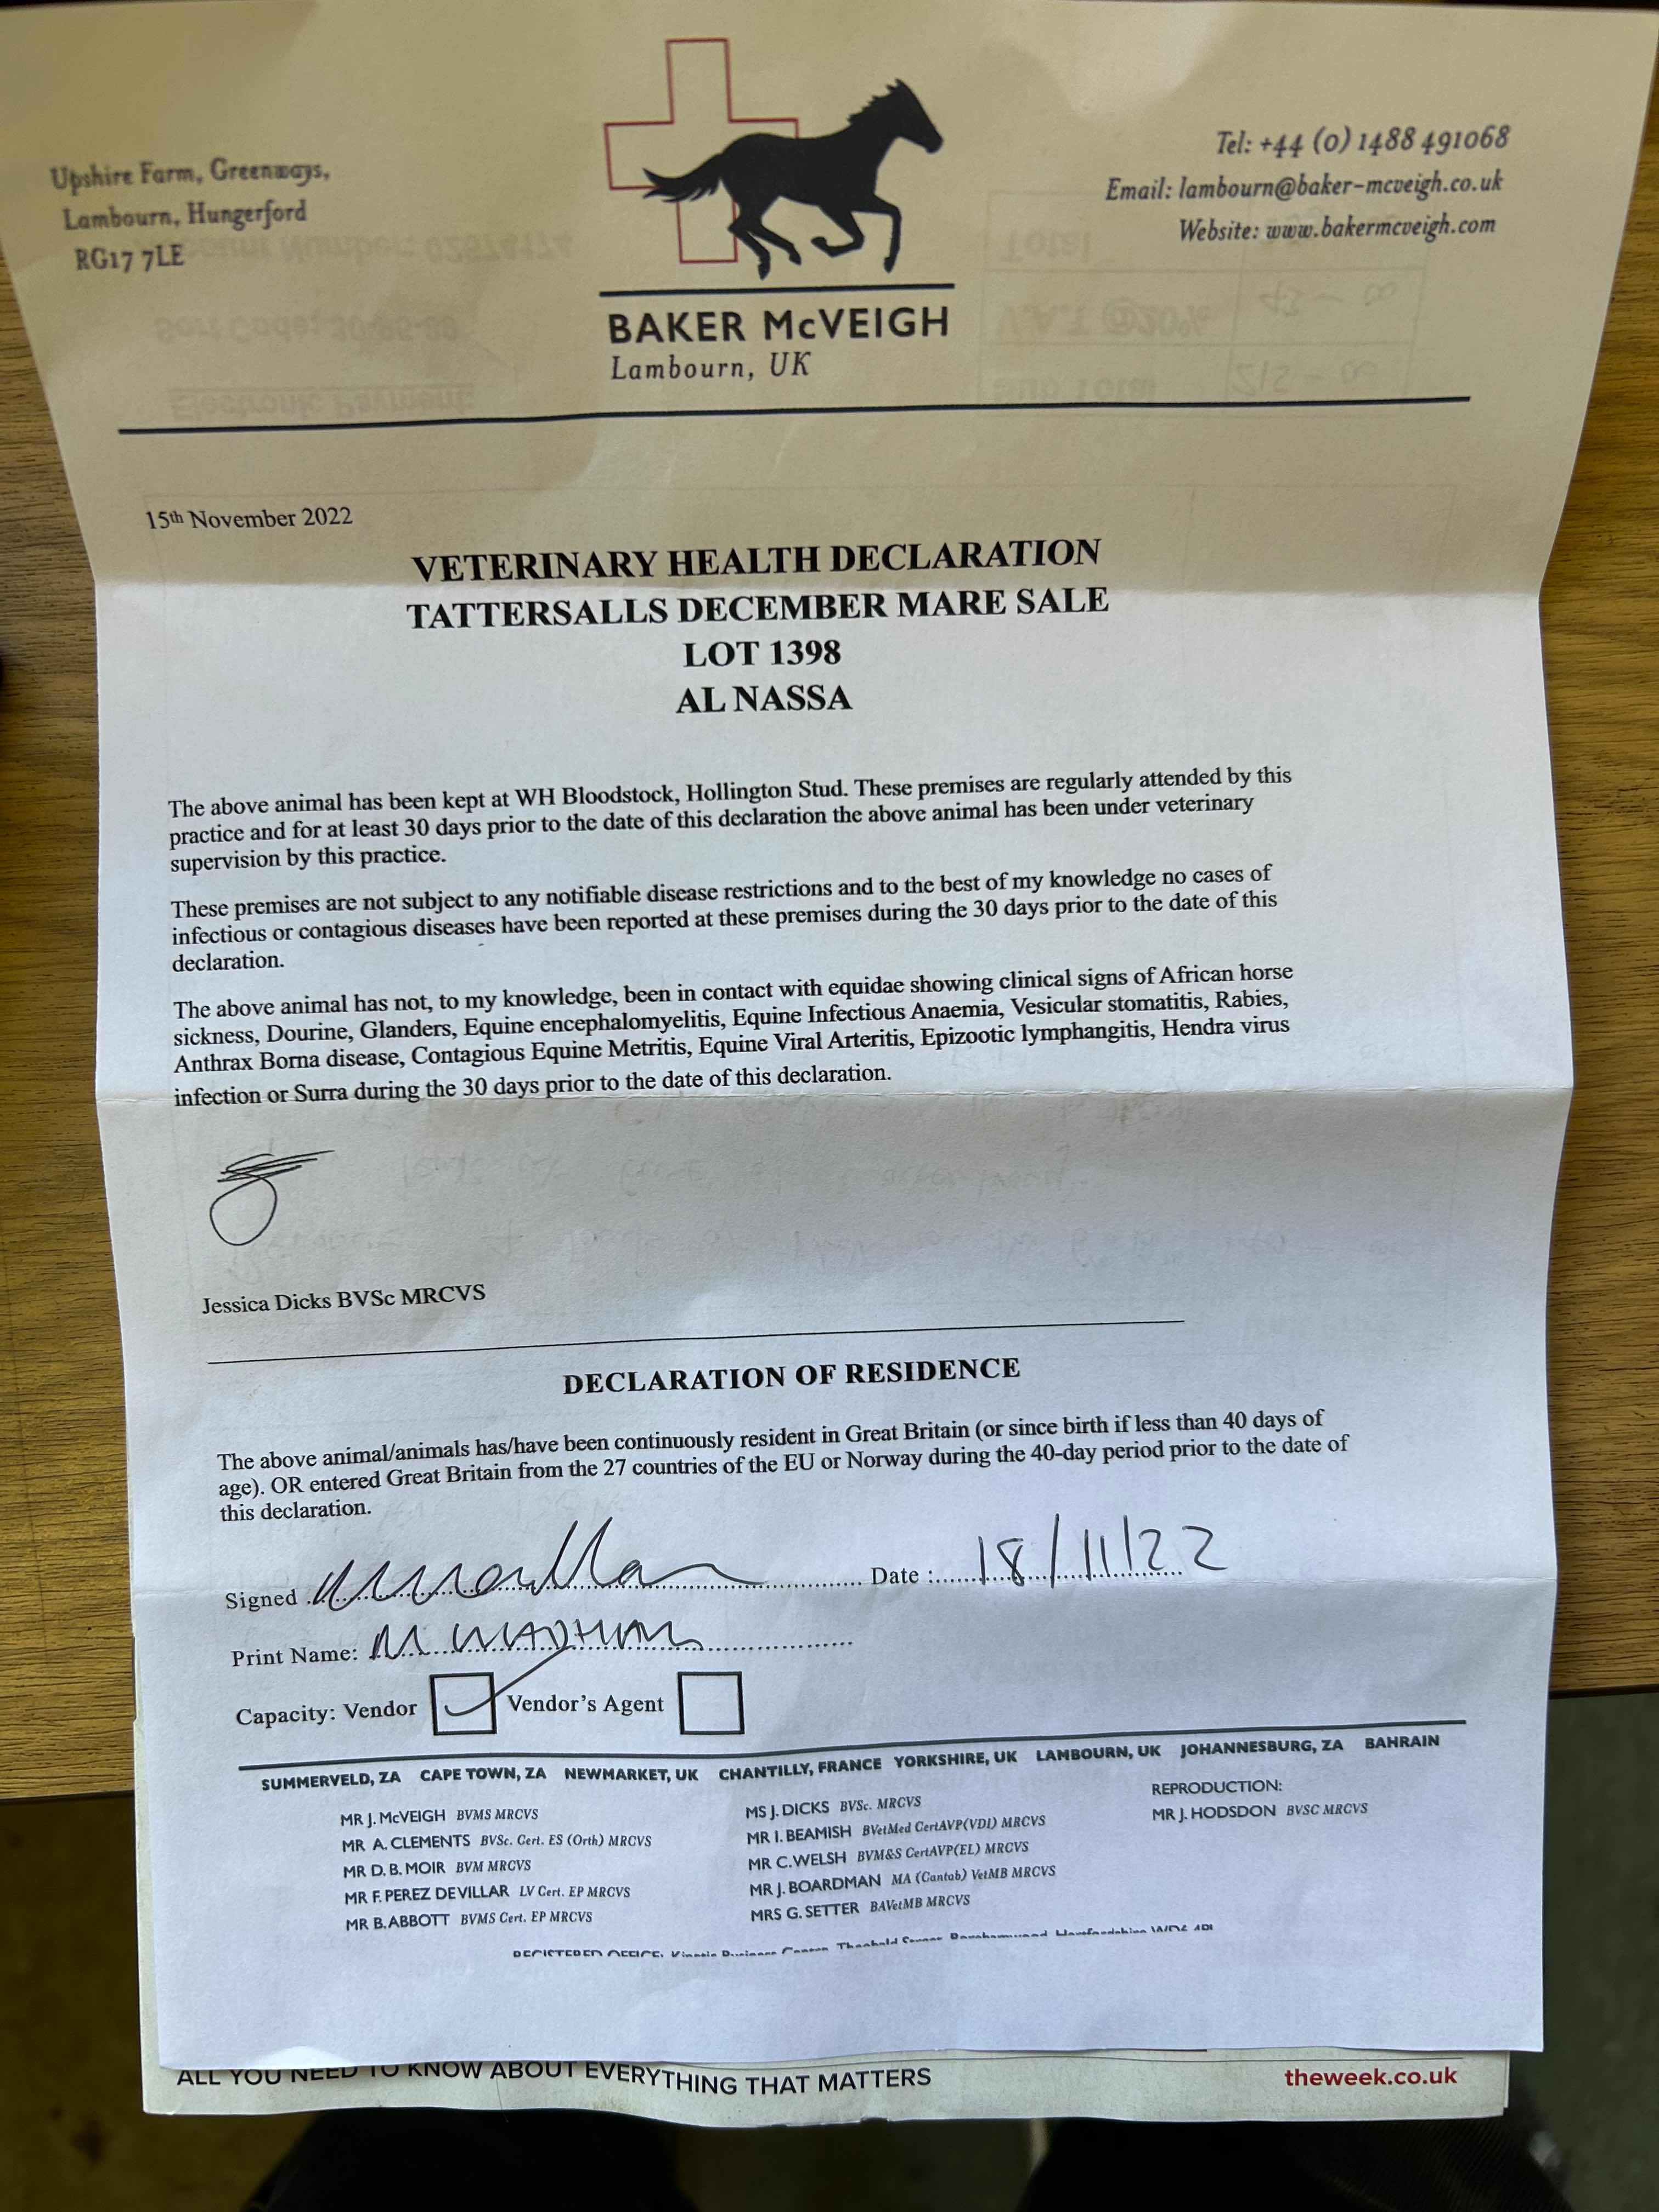 Upshire Farm, Greenways,
Lambourn, Hungerford
RG17 7LE
BAKER McVEIGH
Lambourn, UK
Tel: +44 (0) 1488 491068
Email: lambourn@baker-mcveigh.co.uk
Website: www.bakermcveigh.com
15th November 2022
VETERINARY HEALTH DECLARATION
TATTERSALLS DECEMBER MARE SALE
LOT 1398
AL NASSA
The above animal has been kept at WH Bloodstock, Hollington Stud. These premises are regularly attended by this
practice and for at least 30 days prior to the date of this declaration the above animal has been under veterinary
supervision by this practice.
These premises are not subject to any notifiable disease restrictions and to the best of my knowledge no cases of
infectious or contagious diseases have been reported at these premises during the 30 days prior to the date of this
declaration.
The above animal has not, to my knowledge, been in contact with equidae showing clinical signs of African horse
sickness, Dourine, Glanders, Equine encephalomyelitis, Equine Infectious Anaemia, Vesicular stomatitis, Rabies,
Anthrax Borna disease, Contagious Equine Metritis, Equine Viral Arteritis, Epizootic lymphangitis, Hendra virus
infection or Surra during the 30 days prior to the date of this declaration.
Jessica Dicks BVSc MRCVS
DECLARATION OF RESIDENCE
The above animal/animals has/have been continuously resident in Great Britain (or since birth if less than 40 days of
age). OR entered Great Britain from the 27 countries of the EU or Norway during the 40-day period prior to the date of
this declaration.
Signed Date : 18/11/22
Print Name: M WADHAM
Capacity: Vendor Vendor's Agent
SUMMERVELD, ZA CAPE TOWN, ZA NEWMARKET, UK CHANTILLY, FRANCE YORKSHIRE, UK LAMBOURN, UK JOHANNESBURG, ZA BAHRAIN
MR J. McVEIGH BVMS MRCVS
MR A. CLEMENTS BVSc. Cert. ES (Orth) MRCVS
MR D. B. MOIR BVM MRCVS
MR F. PEREZ DEVILLAR LV Cert. EP MRCVS
MR B. ABBOTT BVMS Cert. EP MRCVS
MS J. DICKS BVSc. MRCVS
MR I. BEAMISH BVetMed CertAVP(VDI) MRCVS
MR C. WELSH BVM&S CertAVP(EL) MRCVS
MR J. BOARDMAN MA (Cantab) VetMB MRCVS
MRS G. SETTER BAVetMB MRCVS
REPRODUCTION:
MR J. HODSDON BVSC MRCVS
REGISTERED OFFICE: Kinetic Business Centre Theobald Street Borehamwood Hertfordshire WD6 4PJ
ALL YOU NEED TO KNOW ABOUT EVERYTHING THAT MATTERS
theweek.co.uk